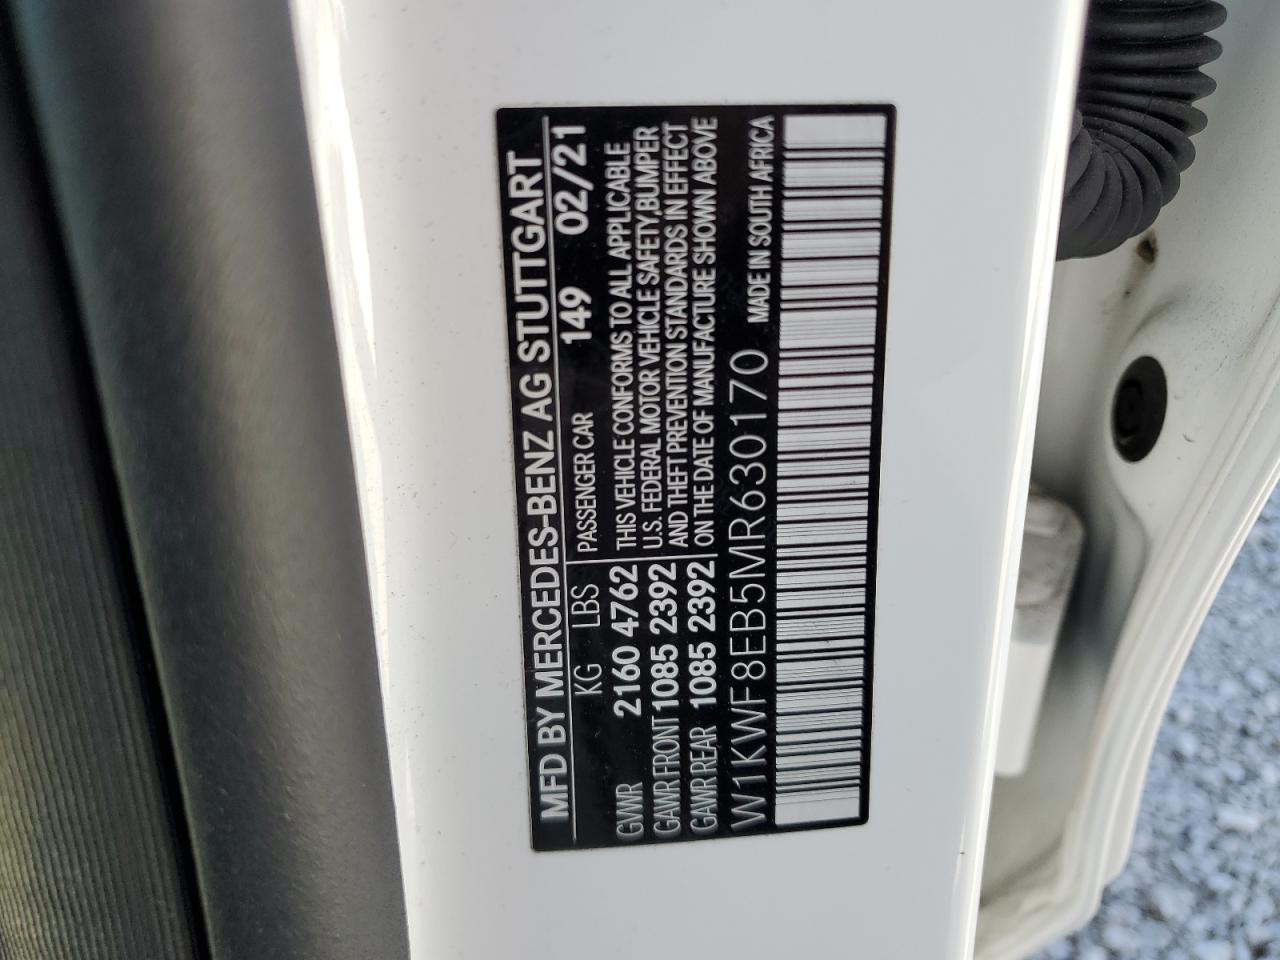 MFD BY MERCEDES-BENZ AG STUTTGART
KG LBS PASSENGER CAR 149 02/21
GVWR 2160 4762 THIS VEHICLE CONFORMS TO ALL APPLICABLE
GAWR FRONT 1085 2392 U.S. FEDERAL MOTOR VEHICLE SAFETY,BUMPER
GAWR REAR 1085 2392 AND THEFT PREVENTION STANDARDS IN EFFECT
ON THE DATE OF MANUFACTURE SHOWN ABOVE
W1KWF8EB5MR630170 MADE IN SOUTH AFRICA